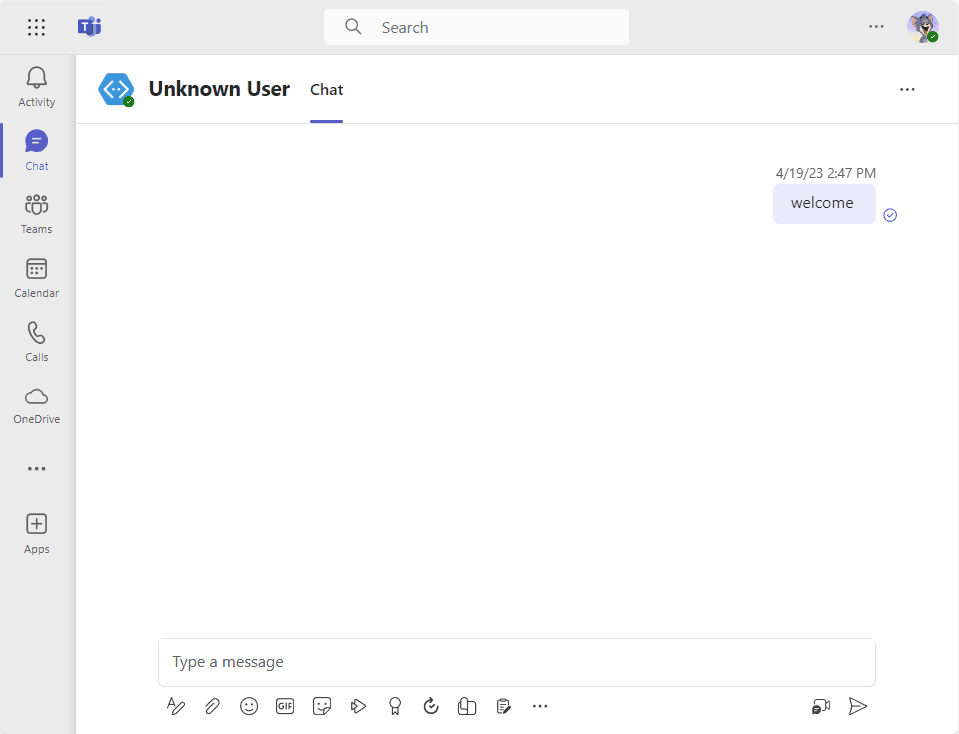 Search
Activity
Chat
Teams
Calendar
Calls
OneDrive
Apps
Unknown User
Chat
4/19/23 2:47 PM
welcome
Type a message
GIF